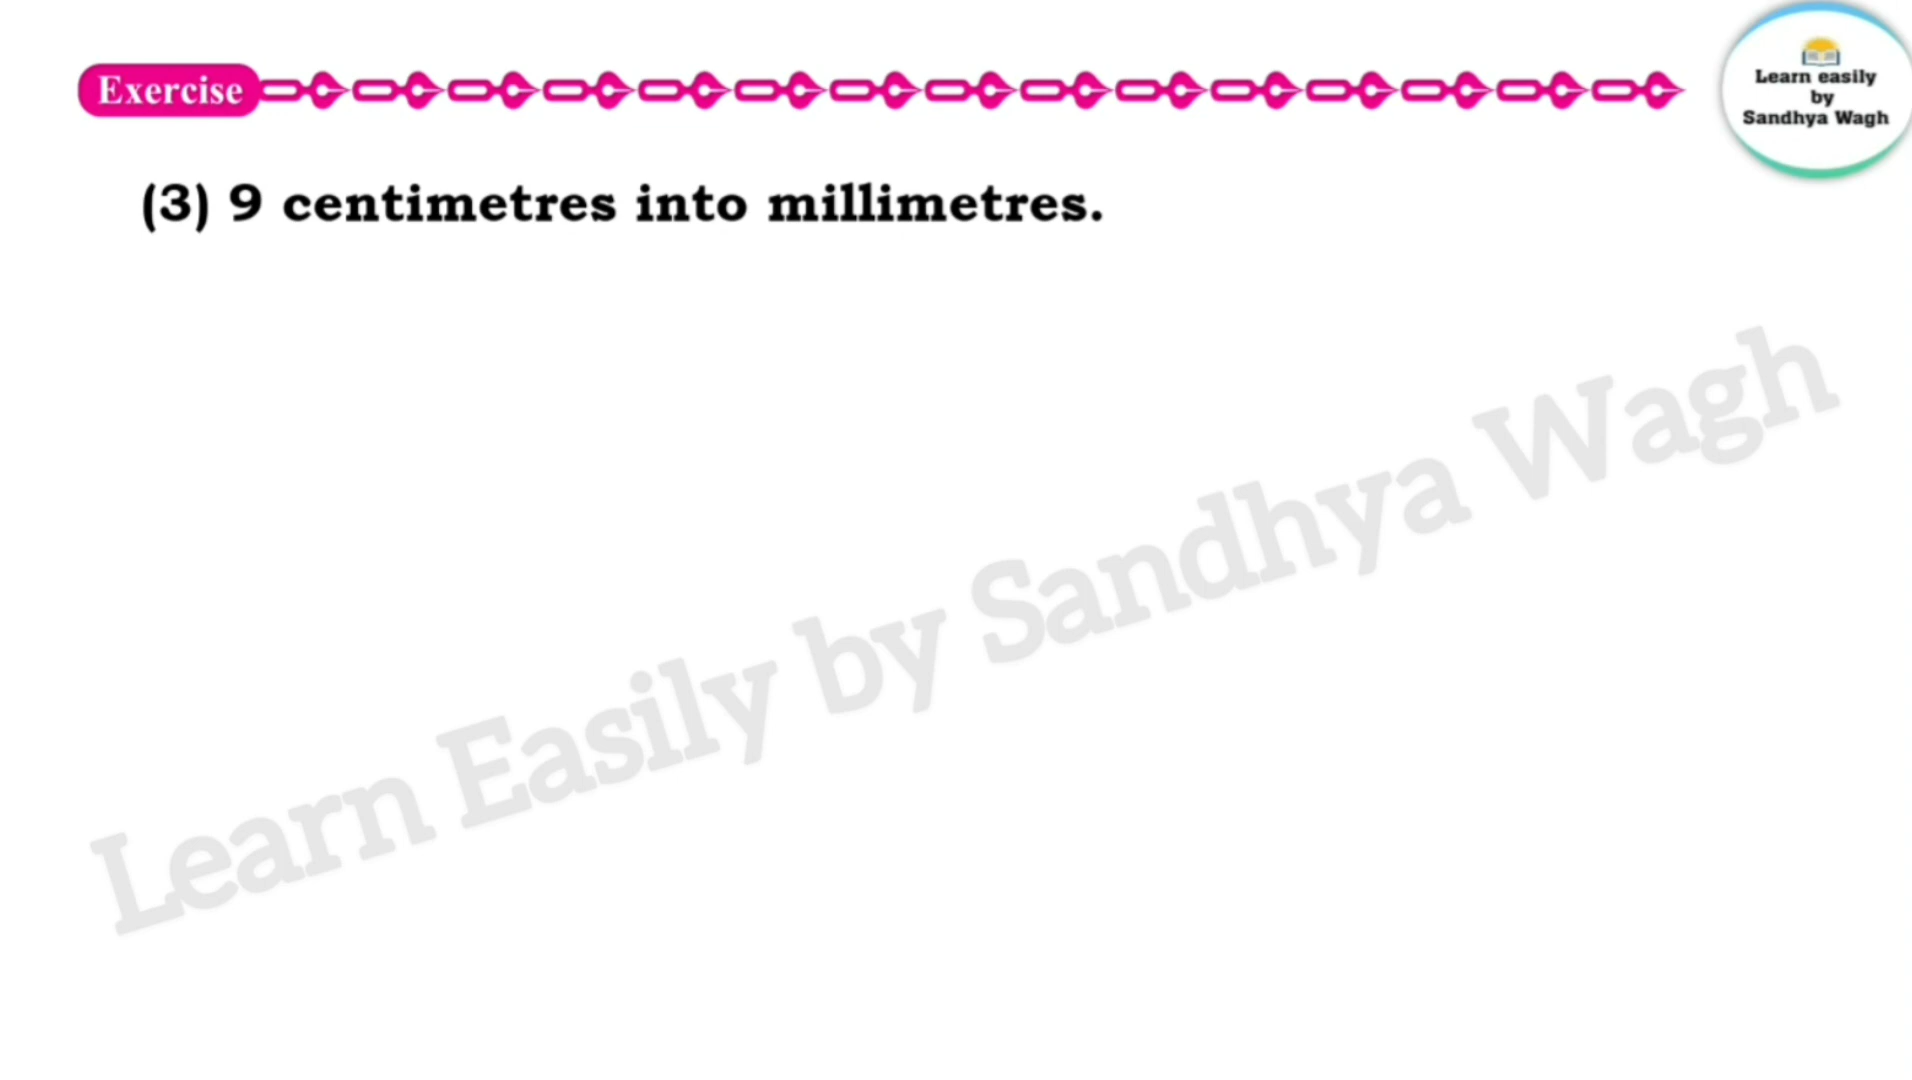 Exercise
Learn easily
by
Sandhya Wagh
(3) 9 centimetres into millimetres.
Learn Easily by Sandhya Wagh